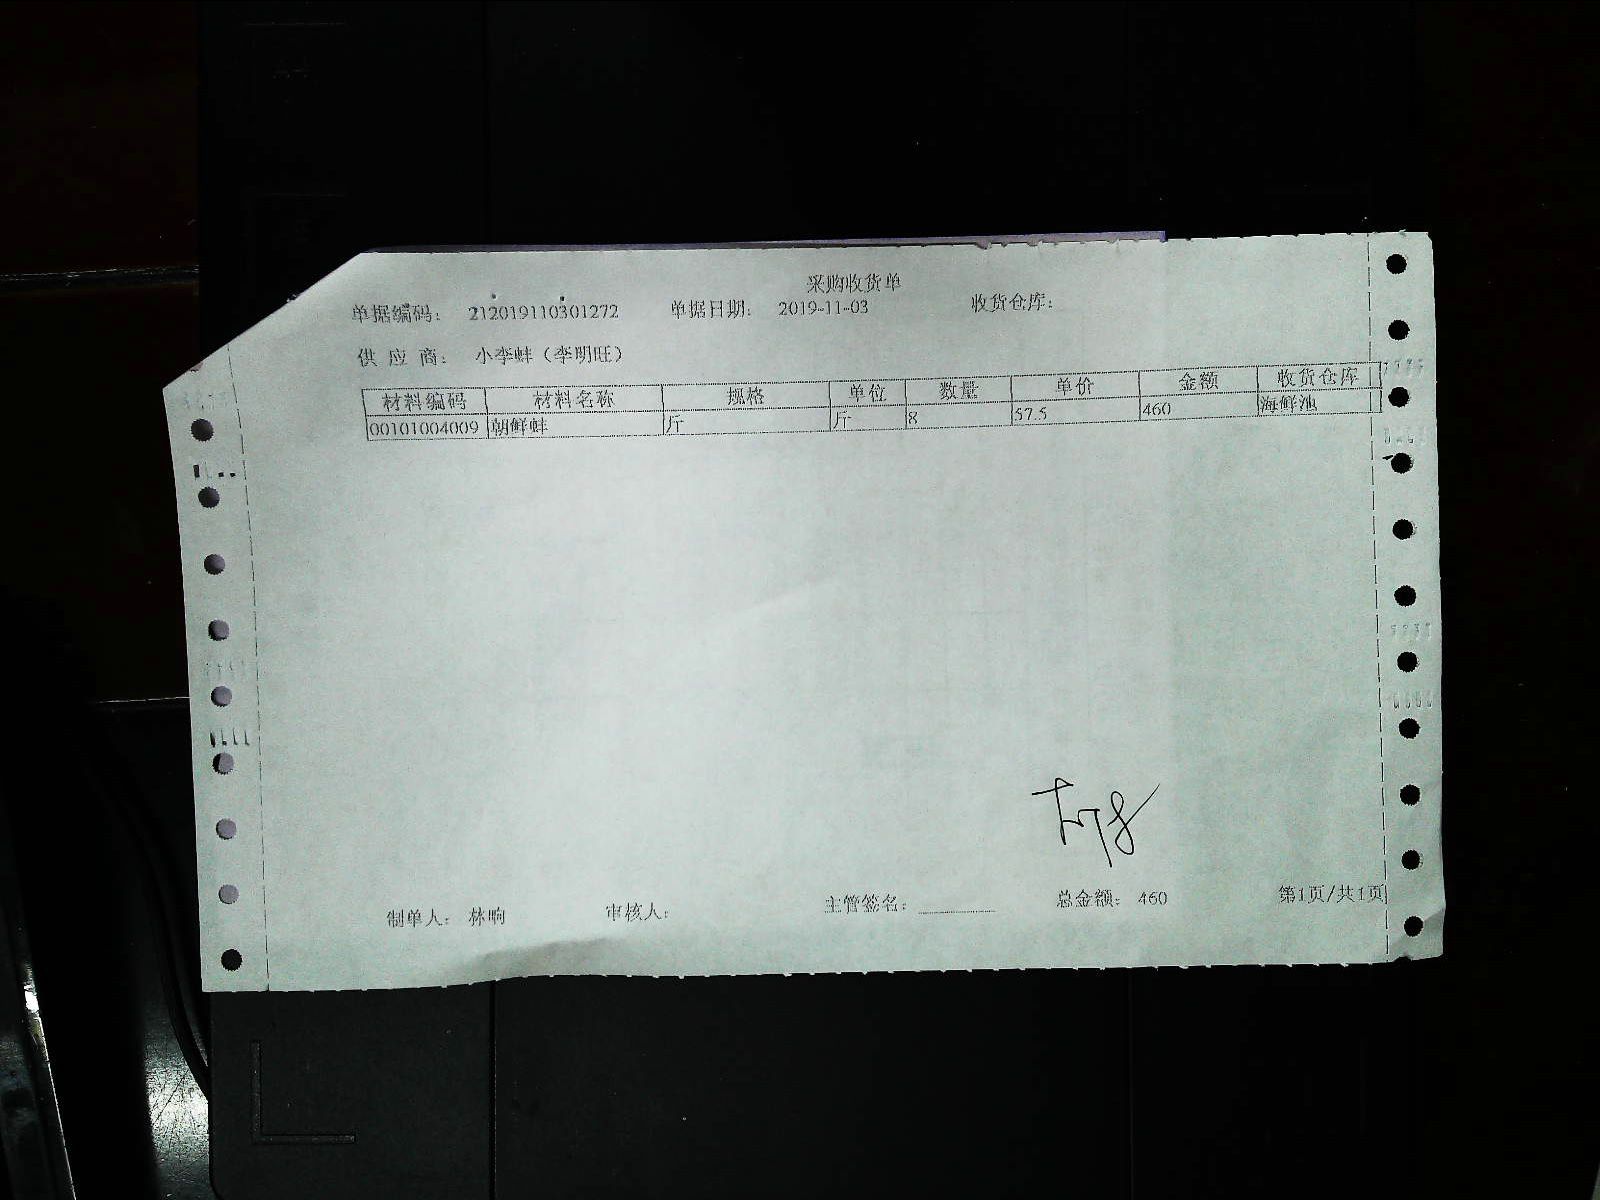 采购收货单
单据编码： 212019110301272 单据日期： 2019-11-03 收货仓库：
供 应 商： 小李蚌（李明旺）
材料编码 材料名称 规格 单位 数量 单价 金额 收货仓库
00101004009 朝鲜蚌 斤 斤 8 57.5 460 海鲜池
制单人： 林晌 审核人： 主管签名： 总金额： 460 第1页/共1页